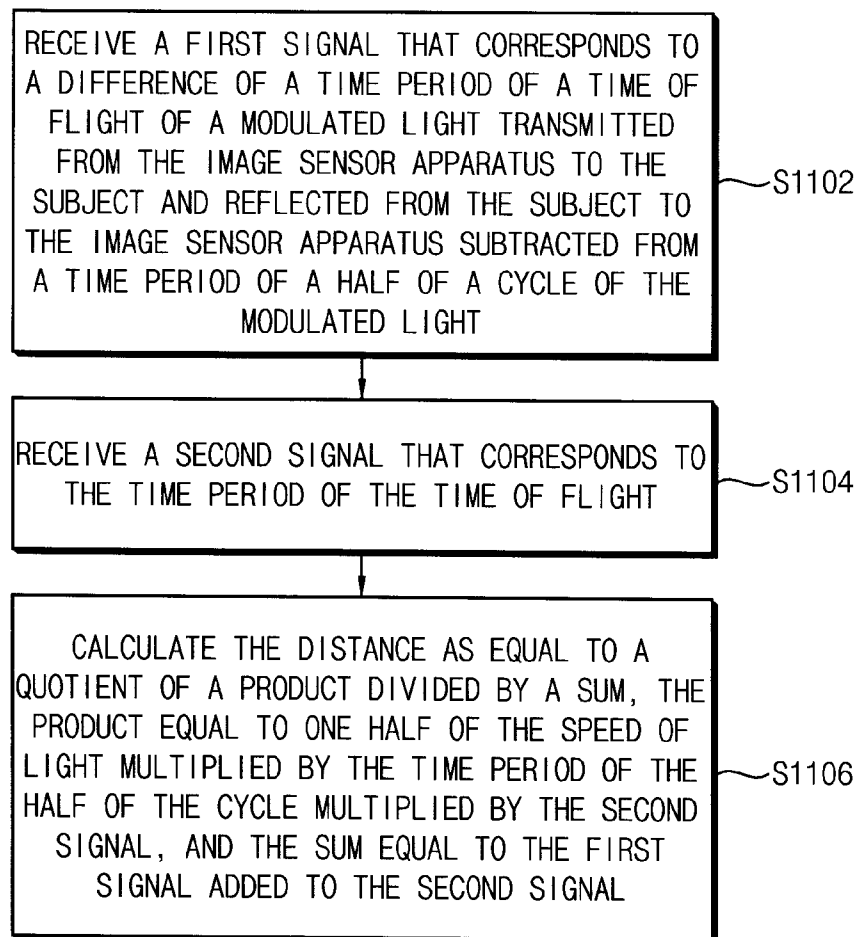 RECEIVE A FIRST SIGNAL THAT CORRESPONDS TO
A DIFFERENCE OF A TIME PERIOD OF A TIME OF
FLIGHT OF A MODULATED LIGHT TRANSMITTED
FROM THE IMAGE SENSOR APPARATUS TO THE
SUBJECT AND REFLECTED FROM THE SUBJECT TO
THE IMAGE SENSOR APPARATUS SUBTRACTED FROM
A TIME PERIOD OF A HALF OF A CYCLE OF THE
MODULATED LIGHT
S1102
RECEIVE A SECOND SIGNAL THAT CORRESPONDS TO
THE TIME PERIOD OF THE TIME OF FLIGHT
S1104
CALCULATE THE DISTANCE AS EQUAL TO A
QUOTIENT OF A PRODUCT DIVIDED BY A SUM, THE
PRODUCT EQUAL TO ONE HALF OF THE SPEED OF
LIGHT MULTIPLIED BY THE TIME PERIOD OF THE
HALF OF THE CYCLE MULTIPLIED BY THE SECOND
SIGNAL, AND THE SUM EQUAL TO THE FIRST
SIGNAL ADDED TO THE SECOND SIGNAL
S1106